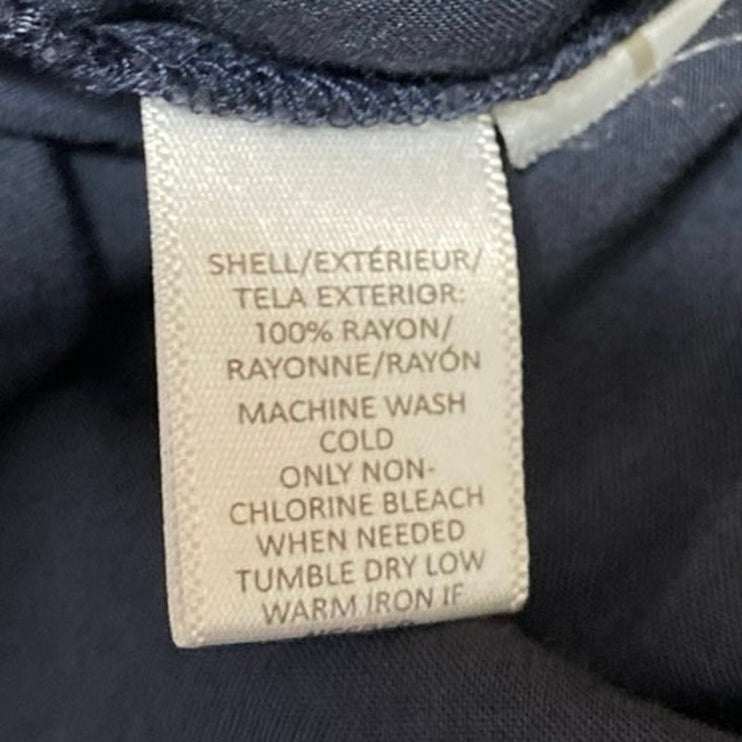 SHELL/EXTÉRIEUR/
TELA EXTERIOR:
100% RAYON/
RAYONNE/RAYÓN
MACHINE WASH
COLD
ONLY NON-
CHLORINE BLEACH
WHEN NEEDED
TUMBLE DRY LOW
WARM IRON IF